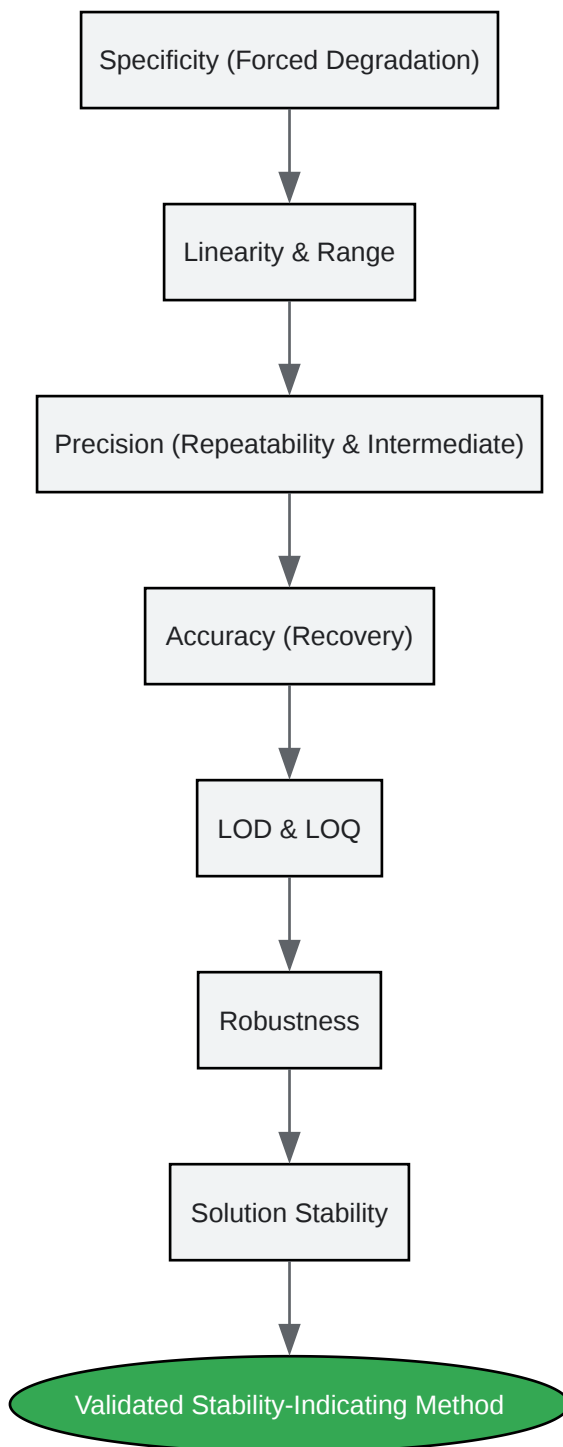 Specificity (Forced Degradation)
Linearity & Range
Precision (Repeatability & Intermediate)
Accuracy (Recovery)
LOD & LOQ
Robustness
Solution Stability
Validated Stability-Indicating Method